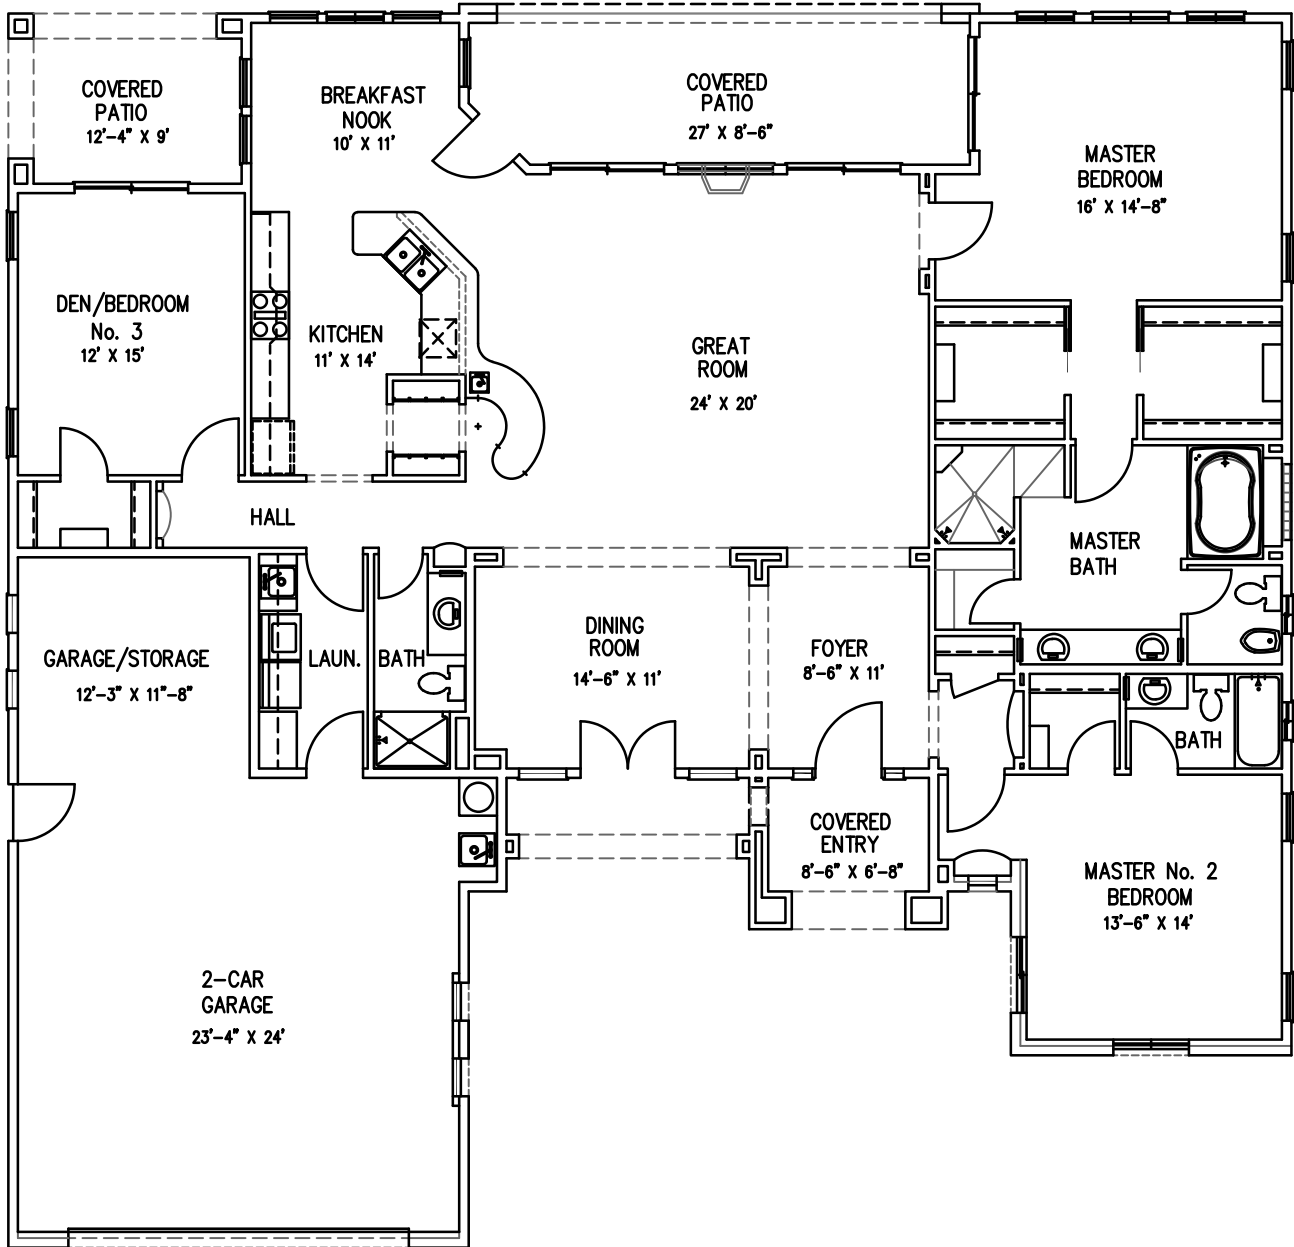 COVERED
PATIO
12'-4" X 9'
BREAKFAST
NOOK
10' X 11'
COVERED
PATIO
27' X 8'-6"
MASTER
BEDROOM
16' X 14'-8"
DEN/BEDROOM
No. 3
12' X 15'
KITCHEN
11' X 14'
GREAT
ROOM
24' X 20'
HALL
MASTER
BATH
GARAGE/STORAGE
12'-3" X 11"-8"
LAUN.
BATH
DINING
ROOM
14'-6" X 11'
FOYER
8'-6" X 11'
BATH
COVERED
ENTRY
8'-6" X 6'-8"
MASTER No. 2
BEDROOM
13'-6" X 14'
2-CAR
GARAGE
23'-4" X 24'